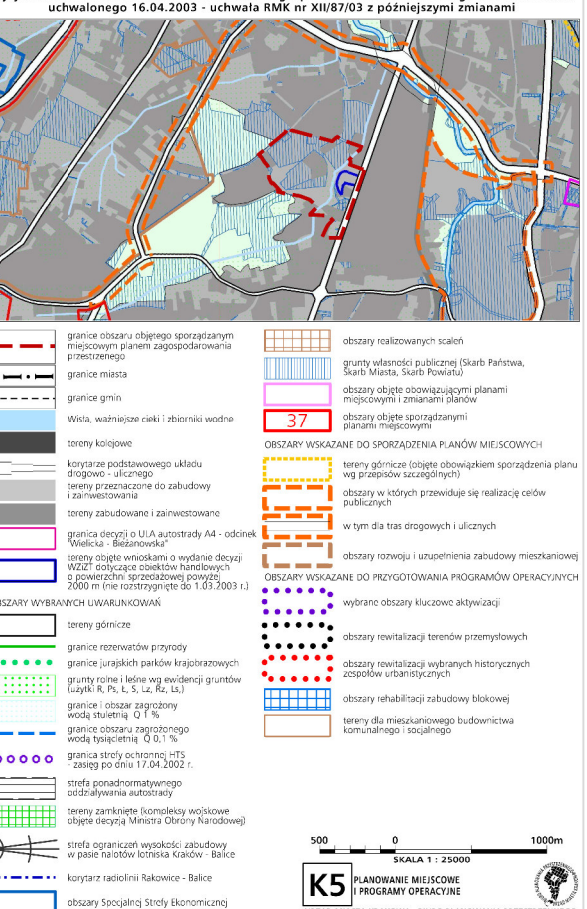 uchwalonego 16.04.2003 - uchwała RMK nr XII/87/03 z późniejszymi zmianami
granice obszaru objętego sporządzanym
miejscowym planem zagospodarowania
przestrzenego
granice miasta
granice gmin
Wisła, ważniejsze cieki i zbiorniki wodne
tereny kolejowe
korytarze podstawowego układu
drogowo - ulicznego
tereny przeznaczone do zabudowy
i zainwestowania
tereny zabudowane i zainwestowane
granica decyzji o ULA autostrady A4 - odcinek
"Wielicka - Bieżanowska"
tereny objęte wnioskami o wydanie decyzji
WZiZT dotyczące obiektów handlowych
o powierzchni sprzedażowej powyżej
2000 m (nie rozstrzygnięte do 1.03.2003 r.)
BSZARY WYBRANYCH UWARUNKOWAŃ
tereny górnicze
granice rezerwatów przyrody
granice jurajskich parków krajobrazowych
grunty rolne i leśne wg ewidencji gruntów
(użytki R, Ps, Ł, S, Lz, Rz, Ls,)
granice i obszar zagrożony
wodą stuletnią Q 1 %
granice obszaru zagrożonego
wodą tysiącletnią Q 0,1 %
granica strefy ochronnej HTS
- zasięg po dniu 17.04.2002 r.
strefa ponadnormatywnego
oddziaływania autostrady
tereny zamknięte (kompleksy wojskowe
objęte decyzją Ministra Obrony Narodowej)
strefa ograniczeń wysokości zabudowy
w pasie nalotów lotniska Kraków - Balice
korytarz radiolinii Rakowice - Balice
obszary Specjalnej Strefy Ekonomicznej
obszary realizowanych scaleń
grunty własności publicznej (Skarb Państwa,
Skarb Miasta, Skarb Powiatu)
obszary objęte obowiązującymi planami
miejscowymi i zmianami planów
37
obszary objęte sporządzanymi
planami miejscowymi
OBSZARY WSKAZANE DO SPORZĄDZENIA PLANÓW MIEJSCOWYCH
tereny górnicze (objęte obowiązkiem sporządzenia planu
wg przepisów szczególnych)
obszary w których przewiduje się realizację celów
publicznych
w tym dla tras drogowych i ulicznych
obszary rozwoju i uzupełnienia zabudowy mieszkaniowej
OBSZARY WSKAZANE DO PRZYGOTOWANIA PROGRAMÓW OPERACYJNYCH
wybrane obszary kluczowe aktywizacji
obszary rewitalizacji terenów przemysłowych
obszary rewitalizacji wybranych historycznych
zespołów urbanistycznych
obszary rehabilitacji zabudowy blokowej
tereny dla mieszkaniowego budownictwa
komunalnego i socjalnego
500 0 1000m
SKALA 1 : 25000
K5
PLANOWANIE MIEJSCOWE
I PROGRAMY OPERACYJNE